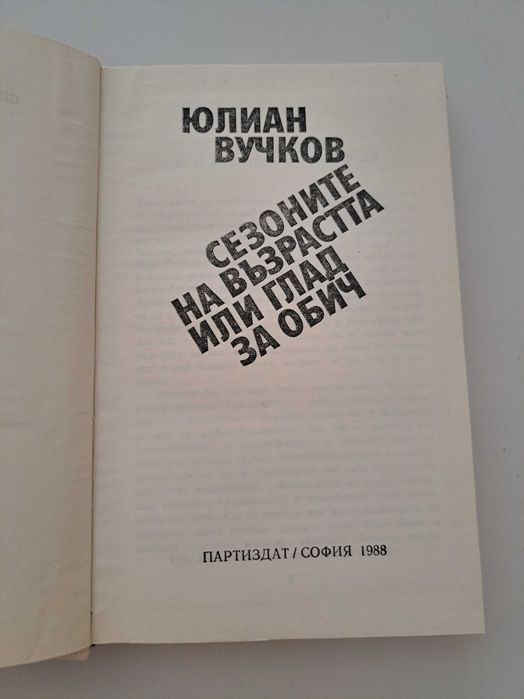 ЮЛИАН
ВУЧКОВ
СЕЗОНИТЕ
НА ВЪЗРАСТТА
ИЛИ ГЛАД
ЗА ОБИЧ
ПАРТИЗДАТ / СОФИЯ 1988